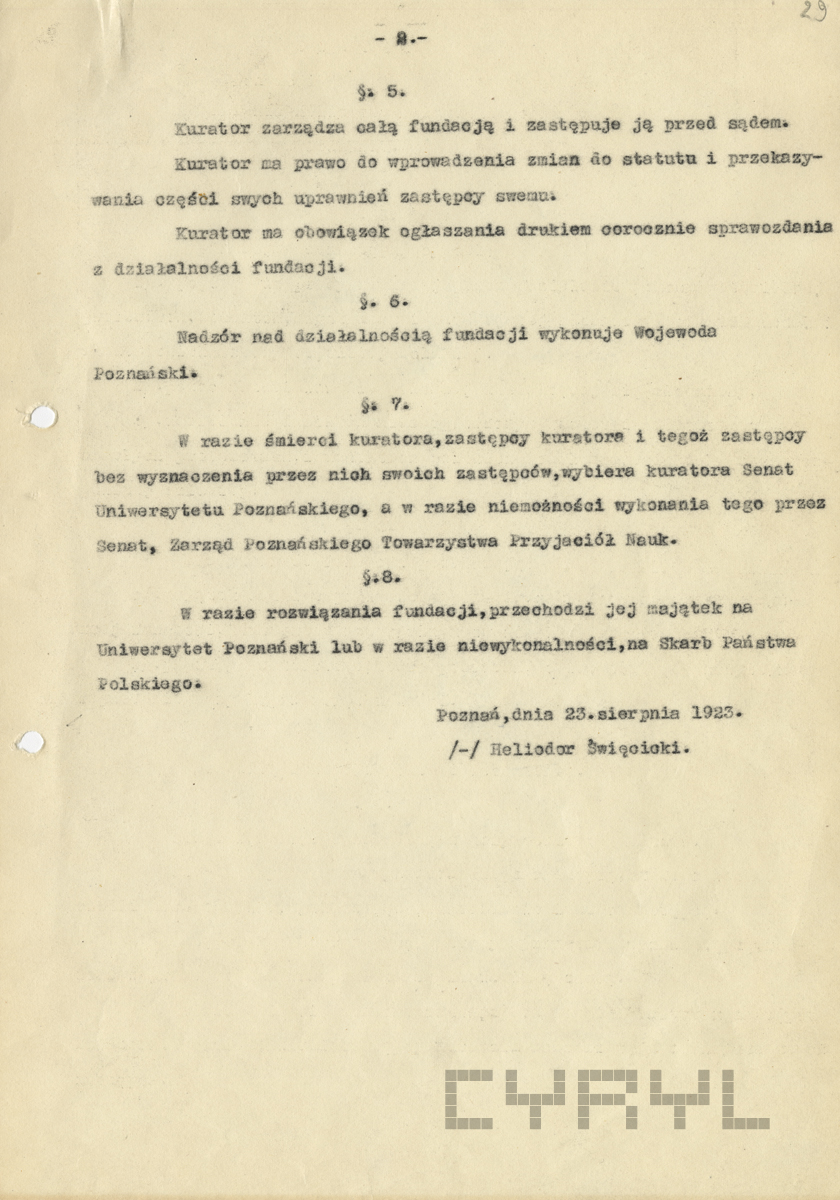 29
- 2.-
§. 5.
Kurator zarządza całą fundacją i zastępuje ją przed sądem.
Kurator ma prawo do wprowadzenia zmian do statutu i przekazy-
wania części swych uprawnień zastępcy swemu.
Kurator ma obowiązek ogłaszania drukiem corocznie sprawozdania
z działalności fundacji.
§. 6.
Nadzór nad działalnością fundacji wykonuje Wojewoda
Poznański.
§. 7.
W razie śmierci kuratora,zastępcy kuratora i tegoż zastępcy
bez wyznaczenia przez nich swoich zastępców,wybiera kuratora Senat
Uniwersytetu Poznańskiego, a w razie niemożności wykonania tego przez
Senat, Zarząd Poznańskiego Towarzystwa Przyjaciół Nauk.
§.8.
W razie rozwiązania fundacji,przechodzi jej majątek na
Uniwersytet Poznański lub w razie niewykonalności,na Skarb Państwa
Polskiego.
Poznań,dnia 23.sierpnia 1923.
/-/ Heliodor Święcicki.
CYRYL